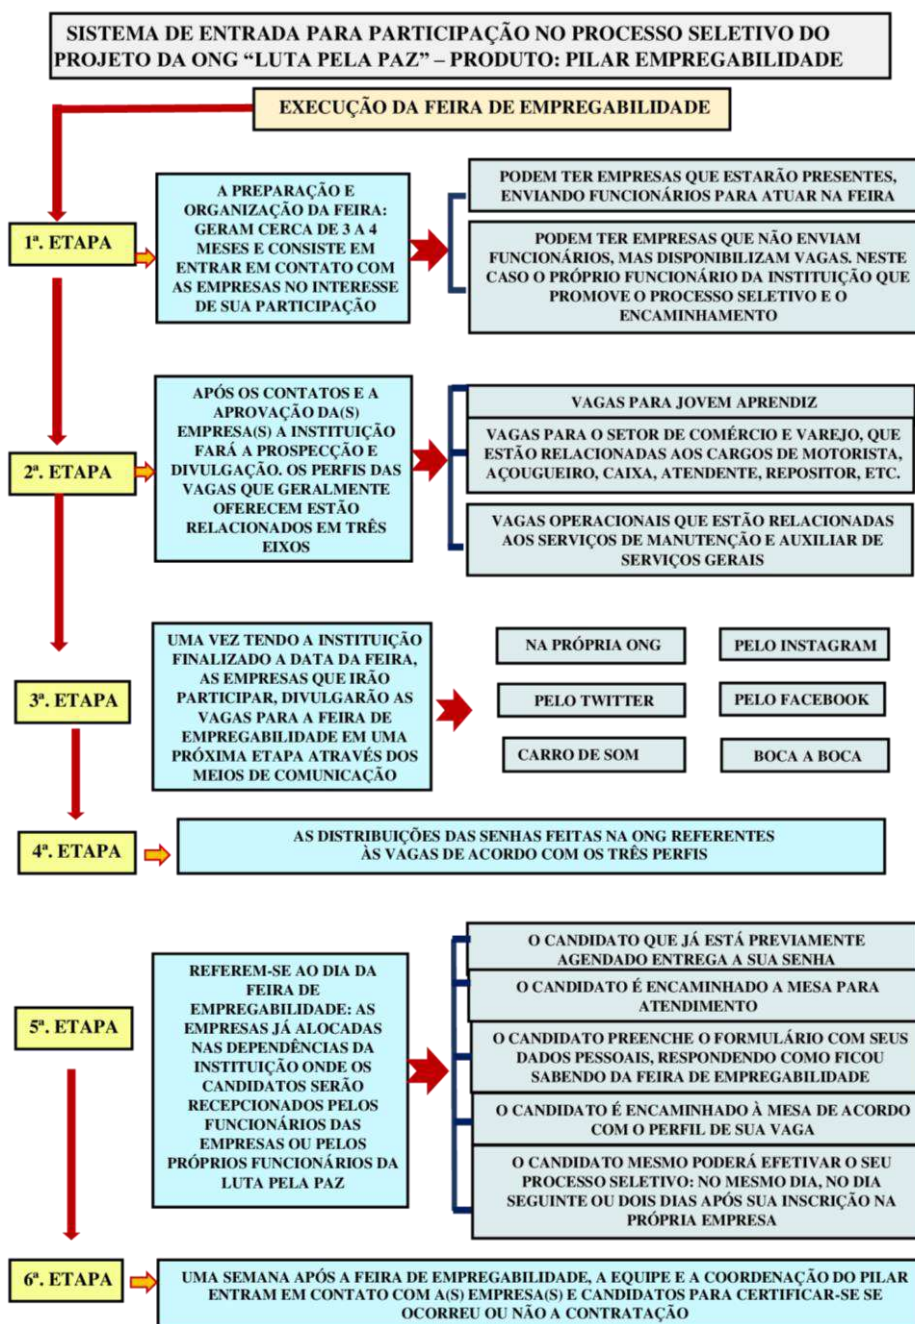 SISTEMA DE ENTRADA PARA PARTICIPAÇÃO NO PROCESSO SELETIVO DO
PROJETO DA ONG “LUTA PELA PAZ” – PRODUTO: PILAR EMPREGABILIDADE
EXECUÇÃO DA FEIRA DE EMPREGABILIDADE
1ª. ETAPA
A PREPARAÇÃO E
ORGANIZAÇÃO DA FEIRA:
GERAM CERCA DE 3 A 4
MESES E CONSISTE EM
ENTRAR EM CONTATO COM
AS EMPRESAS NO INTERESSE
DE SUA PARTICIPAÇÃO
PODEM TER EMPRESAS QUE ESTARÃO PRESENTES,
ENVIANDO FUNCIONÁRIOS PARA ATUAR NA FEIRA
PODEM TER EMPRESAS QUE NÃO ENVIAM
FUNCIONÁRIOS, MAS DISPONIBILIZAM VAGAS. NESTE
CASO O PRÓPRIO FUNCIONÁRIO DA INSTITUIÇÃO QUE
PROMOVE O PROCESSO SELETIVO E O
ENCAMINHAMENTO
2ª. ETAPA
APÓS OS CONTATOS E A
APROVAÇÃO DA(S)
EMPRESA(S) A INSTITUIÇÃO
FARÁ A PROSPECÇÃO E
DIVULGAÇÃO. OS PERFIS DAS
VAGAS QUE GERALMENTE
OFERECEM ESTÃO
RELACIONADOS EM TRÊS
EIXOS
VAGAS PARA JOVEM APRENDIZ
VAGAS PARA O SETOR DE COMÉRCIO E VAREJO, QUE
ESTÃO RELACIONADAS AOS CARGOS DE MOTORISTA,
AÇOUGUEIRO, CAIXA, ATENDENTE, REPOSITOR, ETC.
VAGAS OPERACIONAIS QUE ESTÃO RELACIONADAS
AOS SERVIÇOS DE MANUTENÇÃO E AUXILIAR DE
SERVIÇOS GERAIS
3ª. ETAPA
UMA VEZ TENDO A INSTITUIÇÃO
FINALIZADO A DATA DA FEIRA,
AS EMPRESAS QUE IRÃO
PARTICIPAR, DIVULGARÃO AS
VAGAS PARA A FEIRA DE
EMPREGABILIDADE EM UMA
PRÓXIMA ETAPA ATRAVÉS DOS
MEIOS DE COMUNICAÇÃO
NA PRÓPRIA ONG
PELO INSTAGRAM
PELO TWITTER
PELO FACEBOOK
CARRO DE SOM
BOCA A BOCA
4ª. ETAPA
AS DISTRIBUIÇÕES DAS SENHAS FEITAS NA ONG REFERENTES
ÀS VAGAS DE ACORDO COM OS TRÊS PERFIS
5ª. ETAPA
REFEREM-SE AO DIA DA
FEIRA DE
EMPREGABILIDADE: AS
EMPRESAS JÁ ALOCADAS
NAS DEPENDÊNCIAS DA
INSTITUIÇÃO ONDE OS
CANDIDATOS SERÃO
RECEPCIONADOS PELOS
FUNCIONÁRIOS DAS
EMPRESAS OU PELOS
PRÓPRIOS FUNCIONÁRIOS DA
LUTA PELA PAZ
O CANDIDATO QUE JÁ ESTÁ PREVIAMENTE
AGENDADO ENTREGA A SUA SENHA
O CANDIDATO É ENCAMINHADO A MESA PARA
ATENDIMENTO
O CANDIDATO PREENCHE O FORMULÁRIO COM SEUS
DADOS PESSOAIS, RESPONDENDO COMO FICOU
SABENDO DA FEIRA DE EMPREGABILIDADE
O CANDIDATO É ENCAMINHADO À MESA DE ACORDO
COM O PERFIL DE SUA VAGA
O CANDIDATO MESMO PODERÁ EFETIVAR O SEU
PROCESSO SELETIVO: NO MESMO DIA, NO DIA
SEGUINTE OU DOIS DIAS APÓS SUA INSCRIÇÃO NA
PRÓPRIA EMPRESA
6ª. ETAPA
UMA SEMANA APÓS A FEIRA DE EMPREGABILIDADE, A EQUIPE E A COORDENAÇÃO DO PILAR
ENTRAM EM CONTATO COM A(S) EMPRESA(S) E CANDIDATOS PARA CERTIFICAR-SE SE
OCORREU OU NÃO A CONTRATAÇÃO